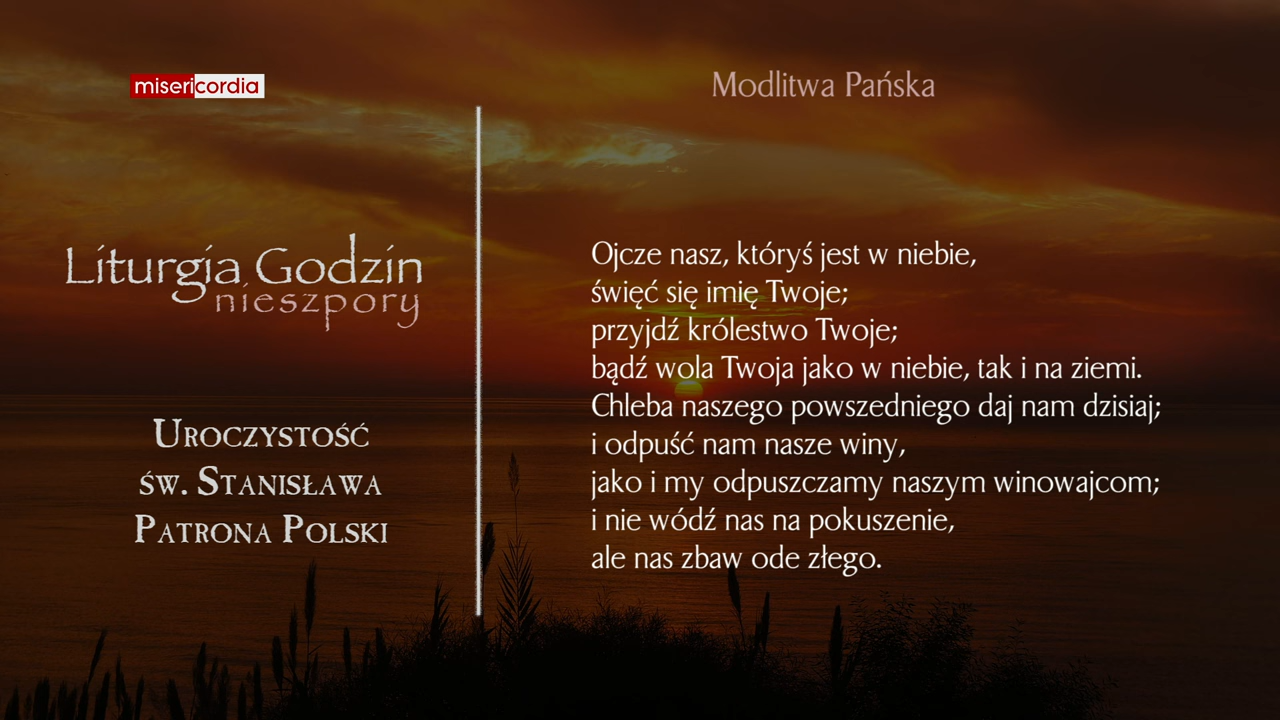 misericordia
Liturgia Godzin
nieszpory
Uroczystość
św. Stanisława
Patrona Polski
Modlitwa Pańska
Ojcze nasz, któryś jest w niebie,
święć się imię Twoje;
przyjdź królestwo Twoje;
bądź wola Twoja jako w niebie, tak i na ziemi.
Chleba naszego powszedniego daj nam dzisiaj;
i odpuść nam nasze winy,
jako i my odpuszczamy naszym winowajcom;
i nie wódź nas na pokuszenie,
ale nas zbaw ode złego.